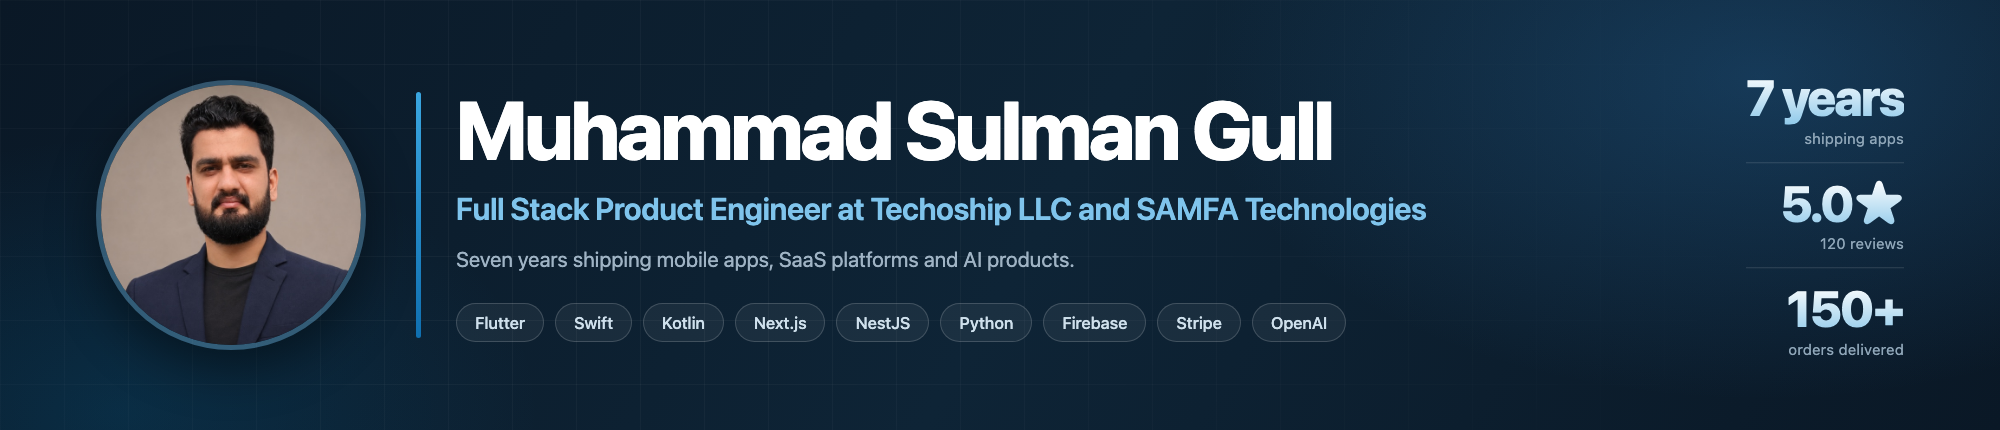 Muhammad Sulman Gull
Full Stack Product Engineer at Techoship LLC and SAMFA Technologies
Seven years shipping mobile apps, SaaS platforms and AI products.
Flutter Swift Kotlin Next.js NestJS Python Firebase Stripe OpenAI
7 years
shipping apps
5.0★
120 reviews
150+
orders delivered